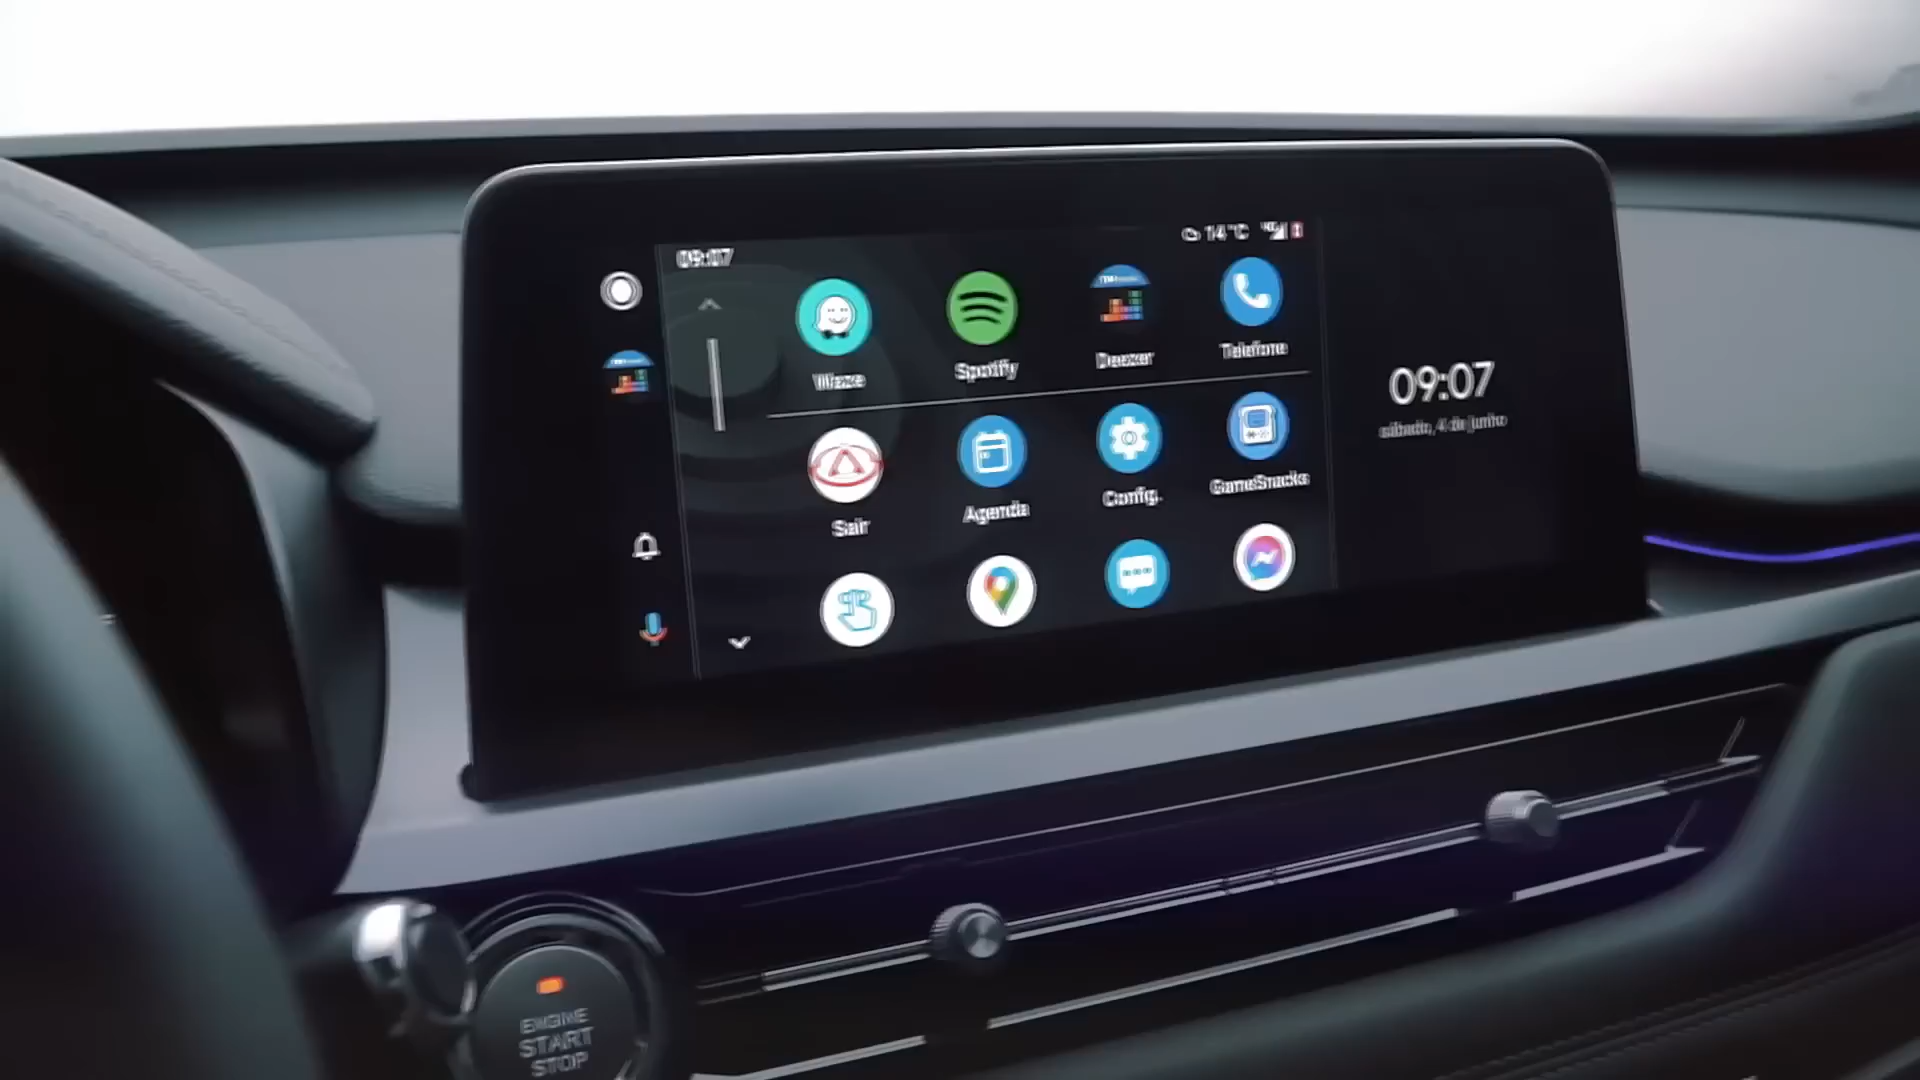 09:07
14°C
Waze
Spotify
Deezer
Telefone
Sair
Agenda
Config.
GameSnacks
09:07
sábado, 4 de junho
ENGINE
START
STOP